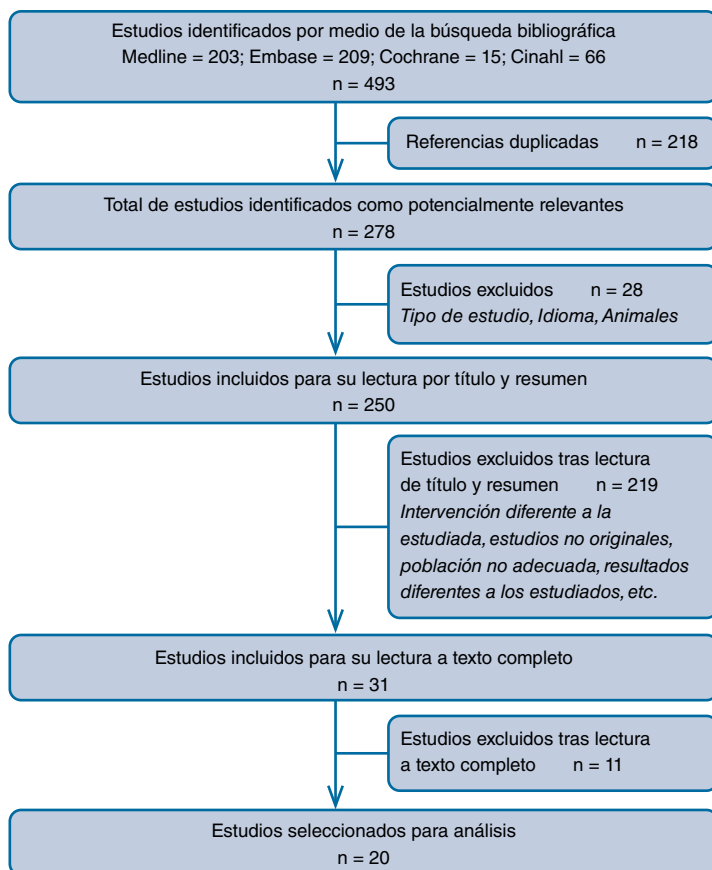 Estudios identificados por medio de la búsqueda bibliográfica
Medline = 203; Embase = 209; Cochrane = 15; Cinahl = 66
n = 493
Referencias duplicadas n = 218
Total de estudios identificados como potencialmente relevantes
n = 278
Estudios excluidos n = 28
Tipo de estudio, Idioma, Animales
Estudios incluidos para su lectura por título y resumen
n = 250
Estudios excluidos tras lectura
de título y resumen n = 219
Intervención diferente a la
estudiada, estudios no originales,
población no adecuada, resultados
diferentes a los estudiados, etc.
Estudios incluidos para su lectura a texto completo
n = 31
Estudios excluidos tras lectura
a texto completo n = 11
Estudios seleccionados para análisis
n = 20